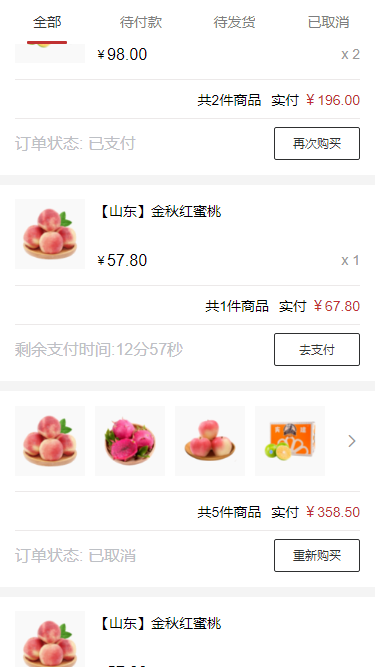 全部 待付款 待发货 已取消
¥98.00 x 2
共2件商品 实付 ¥196.00
订单状态: 已支付 再次购买
【山东】金秋红蜜桃
¥57.80 x 1
共1件商品 实付 ¥67.80
剩余支付时间:12分57秒 去支付
共5件商品 实付 ¥358.50
订单状态: 已取消 重新购买
【山东】金秋红蜜桃